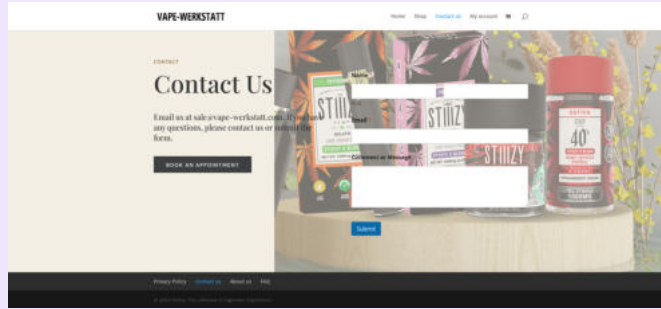 VAPE-WERKSTATT
Home Shop Contact us My account
CONTACT
Contact Us
Email us at sale@vape-werkstatt.com. If you have
any questions, please contact us or submit the
form.
BOOK AN APPOINTMENT
Name
Email
Comment or Message
Submit
STIIIZY
STIIIZY
STIIIZY
40's
Privacy Policy Contact us About us FAQ